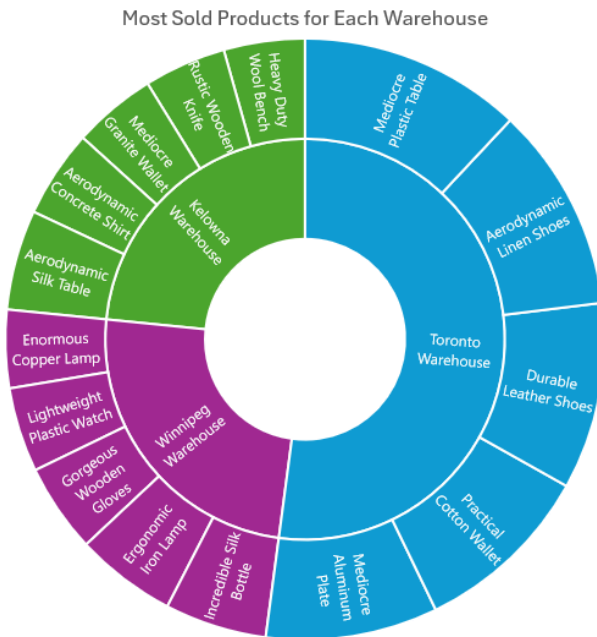 Most Sold Products for Each Warehouse
Mediocre
Plastic Table
Aerodynamic
Linen Shoes
Durable
Leather Shoes
Practical
Cotton Wallet
Mediocre
Aluminum
Plate
Toronto
Warehouse
Incredible Silk
Bottle
Ergonomic
Iron Lamp
Gorgeous
Wooden
Gloves
Lightweight
Plastic Watch
Enormous
Copper Lamp
Winnipeg
Warehouse
Aerodynamic
Silk Table
Aerodynamic
Concrete Shirt
Mediocre
Granite Wallet
Rustic Wooden
Knife
Heavy Duty
Wool Bench
Kelowna
Warehouse